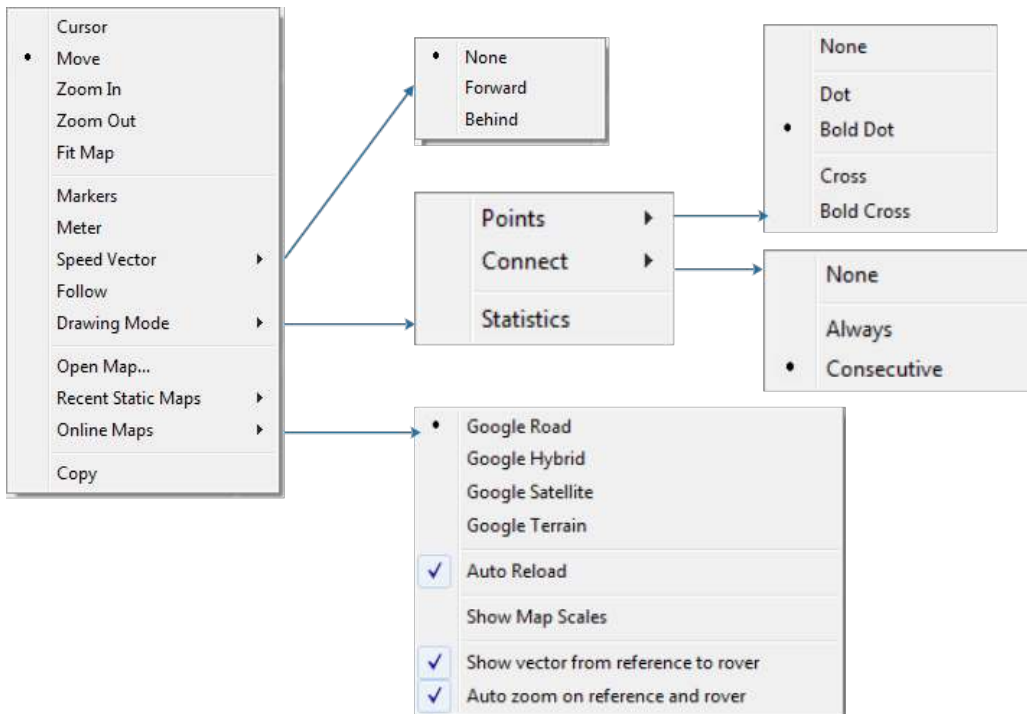 Cursor
Move
Zoom In
Zoom Out
Fit Map
Markers
Meter
Speed Vector
Follow
Drawing Mode
Open Map...
Recent Static Maps
Online Maps
Copy
None
Forward
Behind
Points
Connect
Statistics
None
Dot
Bold Dot
Cross
Bold Cross
None
Always
Consecutive
Google Road
Google Hybrid
Google Satellite
Google Terrain
Auto Reload
Show Map Scales
Show vector from reference to rover
Auto zoom on reference and rover